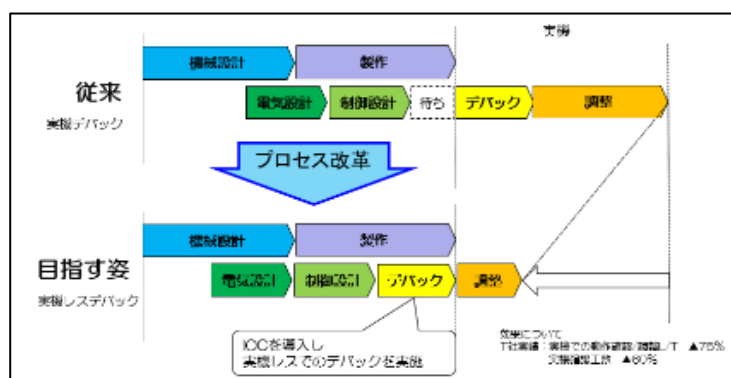 実機
機械設計
製作
従来
実機デバック
電気設計
制御設計
待ち
デバック
調整
プロセス改革
機械設計
製作
目指す姿
実機レスデバック
電気設計
制御設計
デバック
調整
を導入し
実機レスでのデバックを実施
効果について
T社実績：実機での動作確認/調整L/T ▲75%